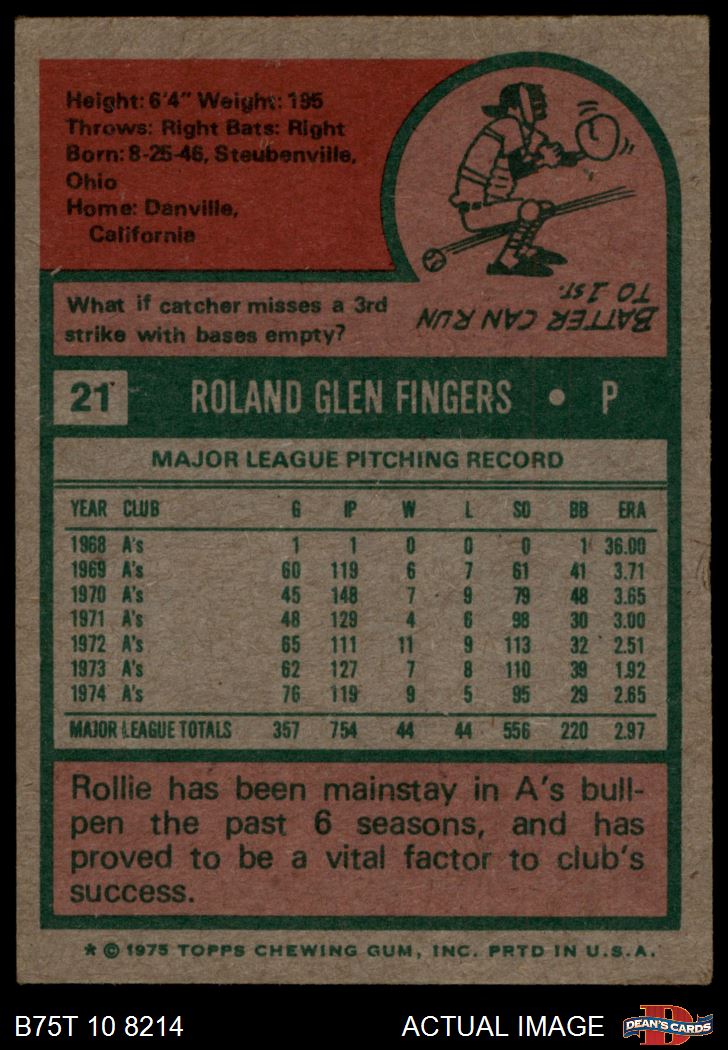 Height: 6'4" Weight: 195
Throws: Right Bats: Right
Born: 8-25-46, Steubenville,
Ohio
Home: Danville,
California
What if catcher misses a 3rd
strike with bases empty?
BATTER CAN RUN
TO 1ST.
21 ROLAND GLEN FINGERS • P
MAJOR LEAGUE PITCHING RECORD
YEAR CLUB G IP W L SO BB ERA
1968 A's 1 1 0 0 0 1 36.00
1969 A's 60 119 6 7 61 41 3.71
1970 A's 45 148 7 9 79 48 3.65
1971 A's 48 129 4 6 98 30 3.00
1972 A's 65 111 11 9 113 32 2.51
1973 A's 62 127 7 8 110 39 1.92
1974 A's 76 119 9 5 95 29 2.65
MAJOR LEAGUE TOTALS 357 754 44 44 556 220 2.97
Rollie has been mainstay in A's bull-
pen the past 6 seasons, and has
proved to be a vital factor to club's
success.
* © 1975 TOPPS CHEWING GUM, INC. PRTD IN U.S.A.
B75T 10 8214 ACTUAL IMAGE D DEAN'S CARDS